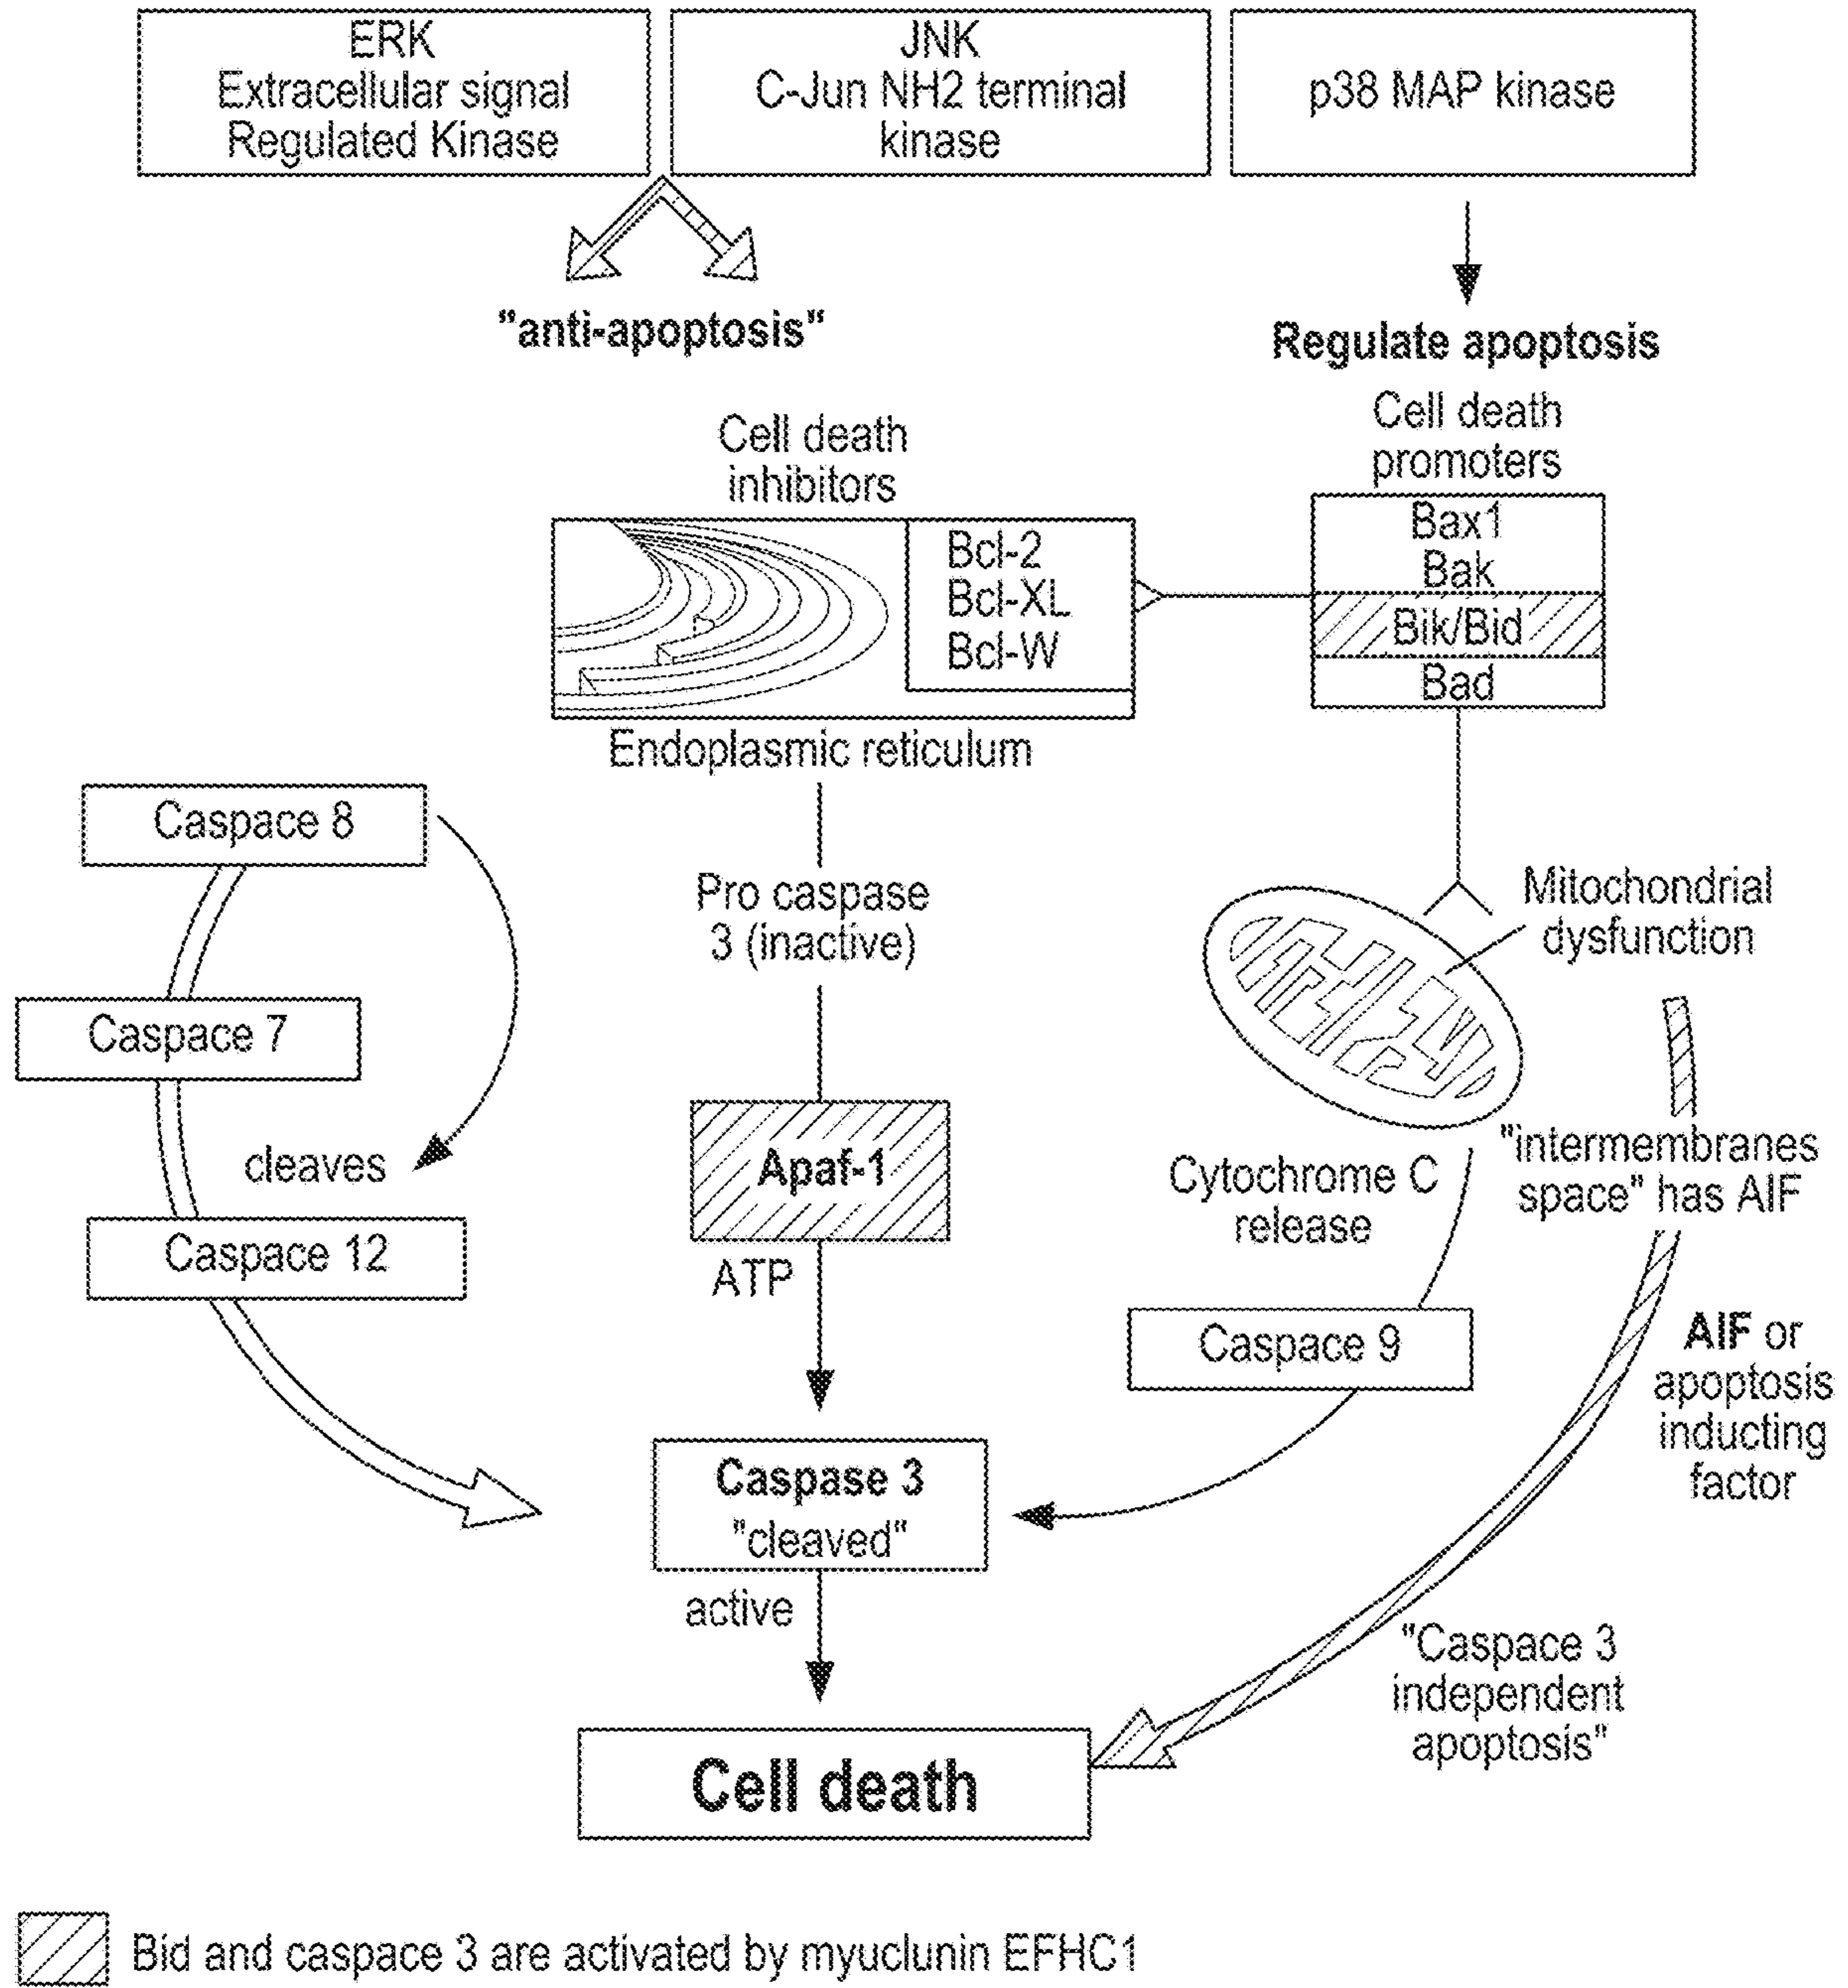 ERK
Extracellular signal
Regulated Kinase
JNK
C-Jun NH2 terminal
kinase
p38 MAP kinase
"anti-apoptosis"
Regulate apoptosis
Cell death
inhibitors
Cell death
promoters
Bcl-2
Bcl-XL
Bcl-W
Bax1
Bak
Bik/Bid
Bad
Endoplasmic reticulum
Caspace 8
Pro caspase
3 (inactive)
Mitochondrial
dysfunction
Caspace 7
cleaves
Apaf-1
Cytochrome C
release
"intermembranes
space" has AIF
Caspace 12
ATP
Caspace 9
AIF or
apoptosis
inducting
factor
Caspase 3
"cleaved"
active
"Caspace 3
independent
apoptosis"
Cell death
Bid and caspace 3 are activated by myuclunin EFHC1